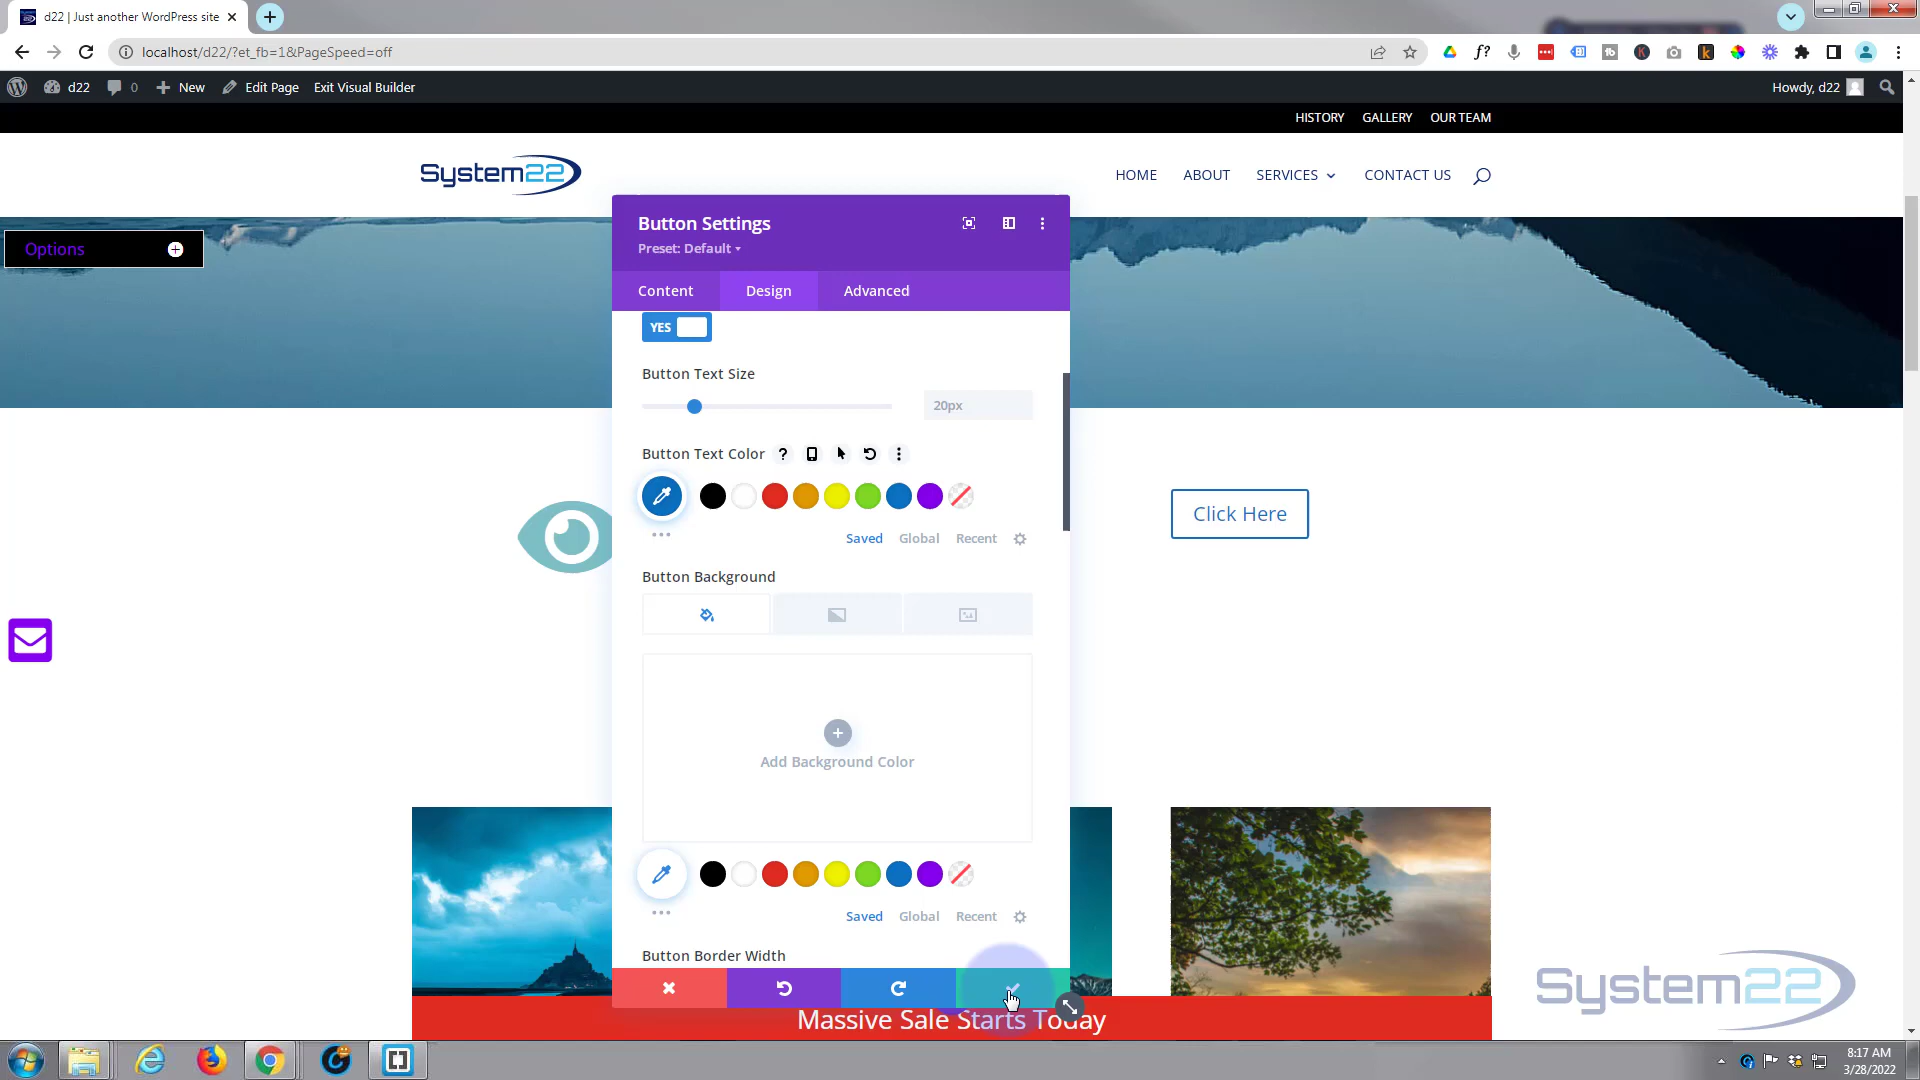 d22 | Just another WordPress site
localhost/d22/?et_fb=1&PageSpeed=off
d22
0
New
Edit Page
Exit Visual Builder
Howdy, d22
HISTORY
GALLERY
OUR TEAM
System22
HOME
ABOUT
SERVICES
CONTACT US
Options
Button Settings
Preset: Default
Content
Design
Advanced
YES
Button Text Size
20px
Button Text Color
Saved
Global
Recent
Button Background
Add Background Color
Saved
Global
Recent
Button Border Width
Click Here
Massive Sale Starts Today
System22
8:17 AM
3/28/2022